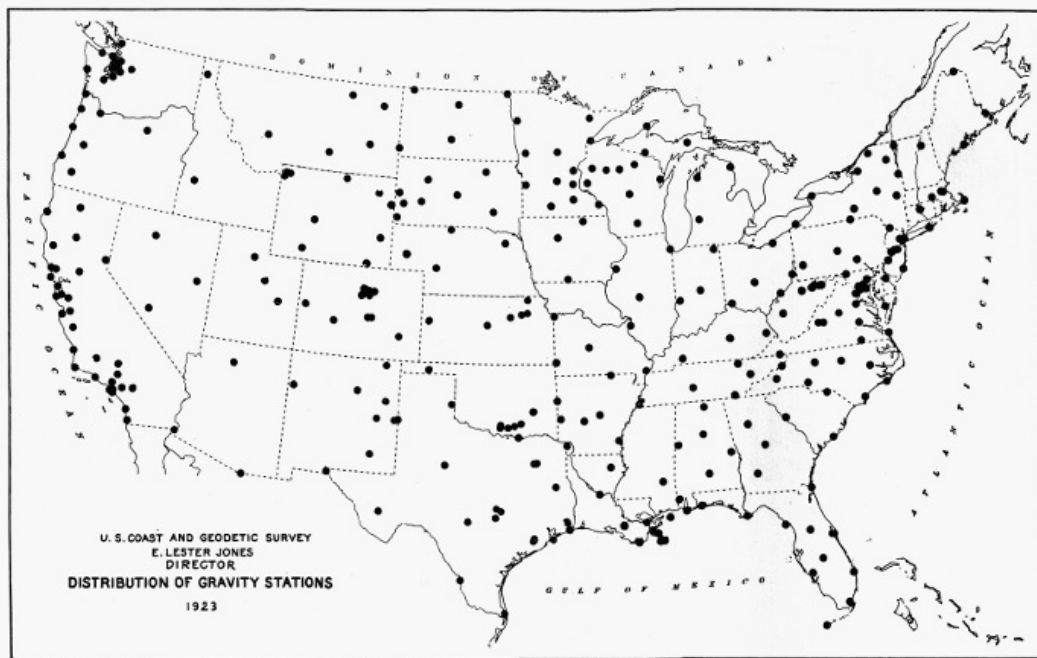 DOMINION OF CANADA
PACIFIC OCEAN
ATLANTIC OCEAN
GULF OF MEXICO
U. S. COAST AND GEODETIC SURVEY
E. LESTER JONES
DIRECTOR
DISTRIBUTION OF GRAVITY STATIONS
1923